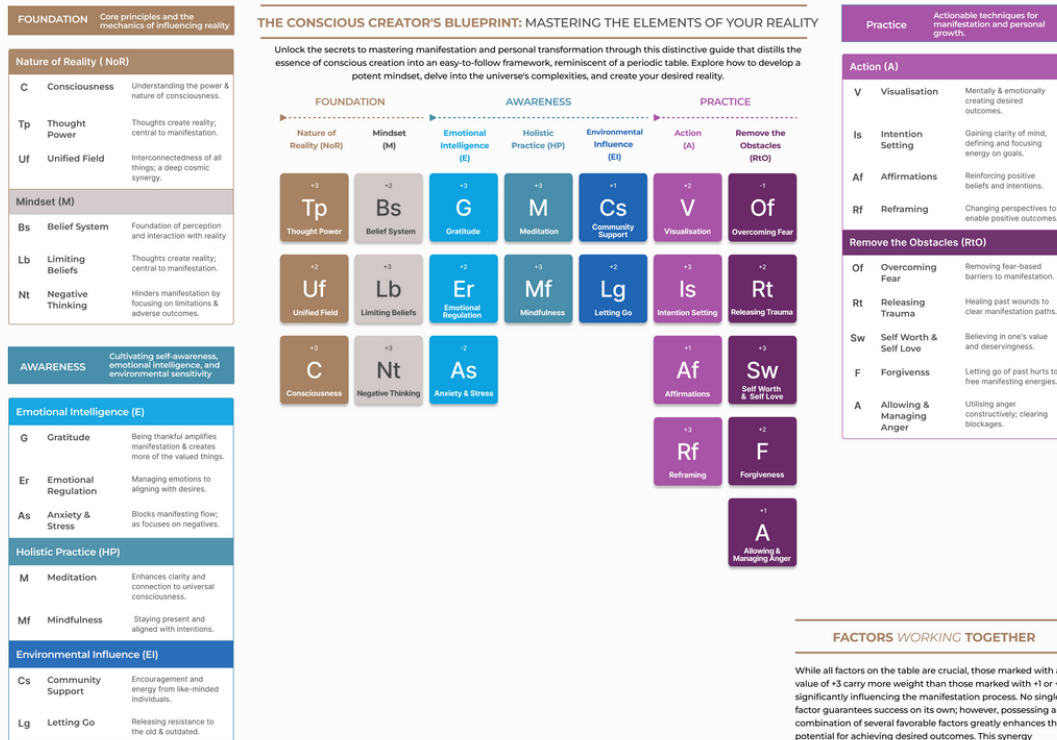 FOUNDATION
Core principles and the
mechanics of influencing reality
Nature of Reality ( NoR)
C Consciousness Understanding the power &
nature of consciousness.
Tp Thought Thoughts create reality;
Power central to manifestation.
Uf Unified Field Interconnectedness of all
things; a deep cosmic
synergy.
Mindset (M)
Bs Belief System Foundation of perception
and interaction with reality
Lb Limiting Thoughts create reality;
Beliefs central to manifestation.
Nt Negative Hinders manifestation by
Thinking focusing on limitations &
adverse outcomes.
AWARENESS
Cultivating self-awareness,
emotional intelligence, and
environmental sensitivity
Emotional Intelligence (E)
G Gratitude Being thankful amplifies
manifestation & creates
more of the valued things.
Er Emotional Managing emotions to
Regulation aligning with desires.
As Anxiety & Blocks manifesting flow;
Stress as focuses on negatives.
Holistic Practice (HP)
M Meditation Enhances clarity and
connection to universal
consciousness.
Mf Mindfulness Staying present and
aligned with intentions.
Environmental Influence (EI)
Cs Community Encouragement and
Support energy from like-minded
individuals.
Lg Letting Go Releasing resistance to
the old & outdated.
THE CONSCIOUS CREATOR'S BLUEPRINT: MASTERING THE ELEMENTS OF YOUR REALITY
Unlock the secrets to mastering manifestation and personal transformation through this distinctive guide that distills the
essence of conscious creation into an easy-to-follow framework, reminiscent of a periodic table. Explore how to develop a
potent mindset, delve into the universe's complexities, and create your desired reality.
FOUNDATION AWARENESS PRACTICE
Nature of Mindset Emotional Holistic Environmental Action Remove the
Reality (NoR) (M) Intelligence Practice (HP) Influence (A) Obstacles
(E) (EI) (RtO)
+3 +2 +3 +3 +1 +2 -1
Tp Bs G M Cs V Of
Thought Power Belief System Gratitude Meditation Community Visualisation Overcoming Fear
Support
+2 +3 +2 +2 +2 +3 +2
Uf Lb Er Mf Lg Is Rt
Unified Field Limiting Beliefs Emotional Mindfulness Letting Go Intention Setting Releasing Trauma
Regulation
+3 +3 -2 +1 +3
C Nt As Af Sw
Consciousness Negative Thinking Anxiety & Stress Affirmations Self Worth
& Self Love
+3 +2
Rf F
Reframing Forgiveness
+1
A
Allowing &
Managing Anger
Practice
Actionable techniques for
manifestation and personal
growth.
Action (A)
V Visualisation Mentally & emotionally
creating desired
outcomes.
Is Intention Gaining clarity of mind,
Setting defining and focusing
energy on goals.
Af Affirmations Reinforcing positive
beliefs and intentions.
Rf Reframing Changing perspectives to
enable positive outcomes.
Remove the Obstacles (RtO)
Of Overcoming Removing fear-based
Fear barriers to manifestation.
Rt Releasing Healing past wounds to
Trauma clear manifestation paths.
Sw Self Worth & Believing in one's value
Self Love and deservingness.
F Forgivenss Letting go of past hurts to
free manifesting energies.
A Allowing & Utilising anger
Managing constructively; clearing
Anger blockages.
FACTORS WORKING TOGETHER
While all factors on the table are crucial, those marked with
value of +3 carry more weight than those marked with +1 or
significantly influencing the manifestation process. No single
factor guarantees success on its own; however, possessing a
combination of several favorable factors greatly enhances
potential for achieving desired outcomes. This synergy